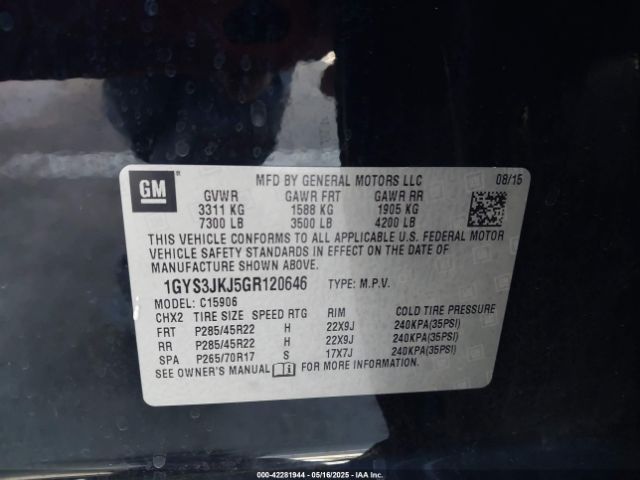 GM ®
MFD BY GENERAL MOTORS LLC 08/15
GVWR GAWR FRT GAWR RR
3311 KG 1588 KG 1905 KG
7300 LB 3500 LB 4200 LB
THIS VEHICLE CONFORMS TO ALL APPLICABLE U.S. FEDERAL MOTOR
VEHICLE SAFETY STANDARDS IN EFFECT ON THE DATE OF
MANUFACTURE SHOWN ABOVE.
1GYS3JKJ5GR120646 TYPE: M.P.V.
MODEL: C15906
CHX2 TIRE SIZE SPEED RTG RIM COLD TIRE PRESSURE
FRT P285/45R22 H 22X9J 240KPA(35PSI)
RR P285/45R22 H 22X9J 240KPA(35PSI)
SPA P265/70R17 S 17X7J 240KPA(35PSI)
SEE OWNER'S MANUAL FOR MORE INFORMATION.
000-42281944 / 05/16/2025 / IAAI.COM